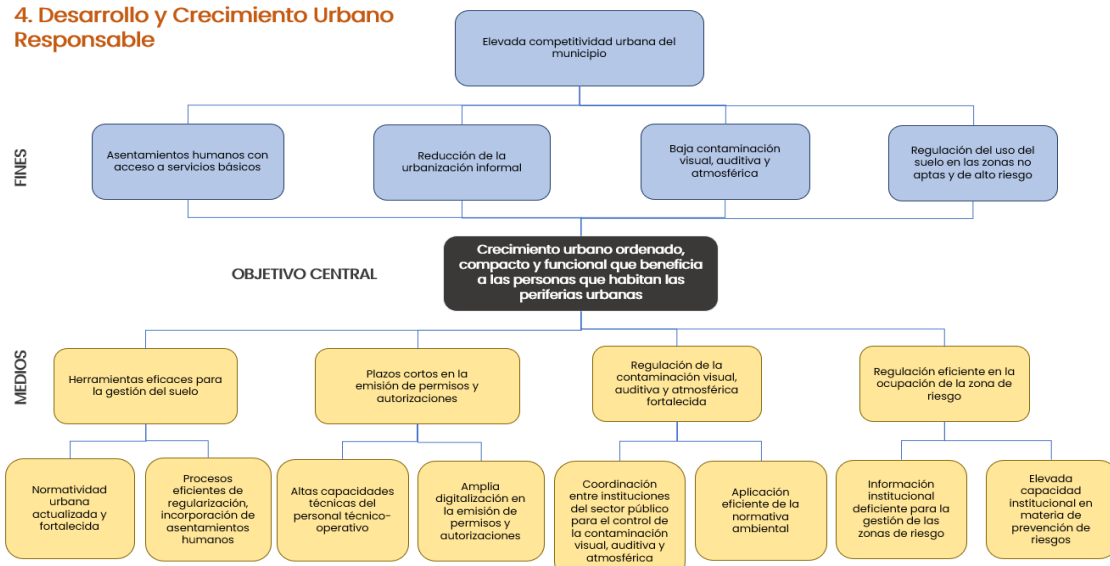 4. Desarrollo y Crecimiento Urbano
Responsable
Elevada competitividad urbana del
municipio
FINES
Asentamientos humanos con
acceso a servicios básicos
Reducción de la
urbanización informal
Baja contaminación
visual, auditiva y
atmosférica
Regulación del uso del
suelo en las zonas no
aptas y de alto riesgo
OBJETIVO CENTRAL
Crecimiento urbano ordenado,
compacto y funcional que beneficia
a las personas que habitan las
periferias urbanas
MEDIOS
Herramientas eficaces para
la gestión del suelo
Plazos cortos en la
emisión de permisos y
autorizaciones
Regulación de la
contaminación visual,
auditiva y atmosférica
fortalecida
Regulación eficiente en la
ocupación de la zona de
riesgo
Normatividad
urbana
actualizada y
fortalecida
Procesos
eficientes de
regularización,
incorporación de
asentamientos
humanos
Altas capacidades
técnicas del
personal técnico-
operativo
Amplia
digitalización en
la emisión de
permisos y
autorizaciones
Coordinación
entre instituciones
del sector público
para el control de
la contaminación
visual, auditiva y
atmosférica
Aplicación
eficiente de la
normativa
ambiental
Información
institucional
deficiente para la
gestión de las
zonas de riesgo
Elevada
capacidad
institucional en
materia de
prevención de
riesgos